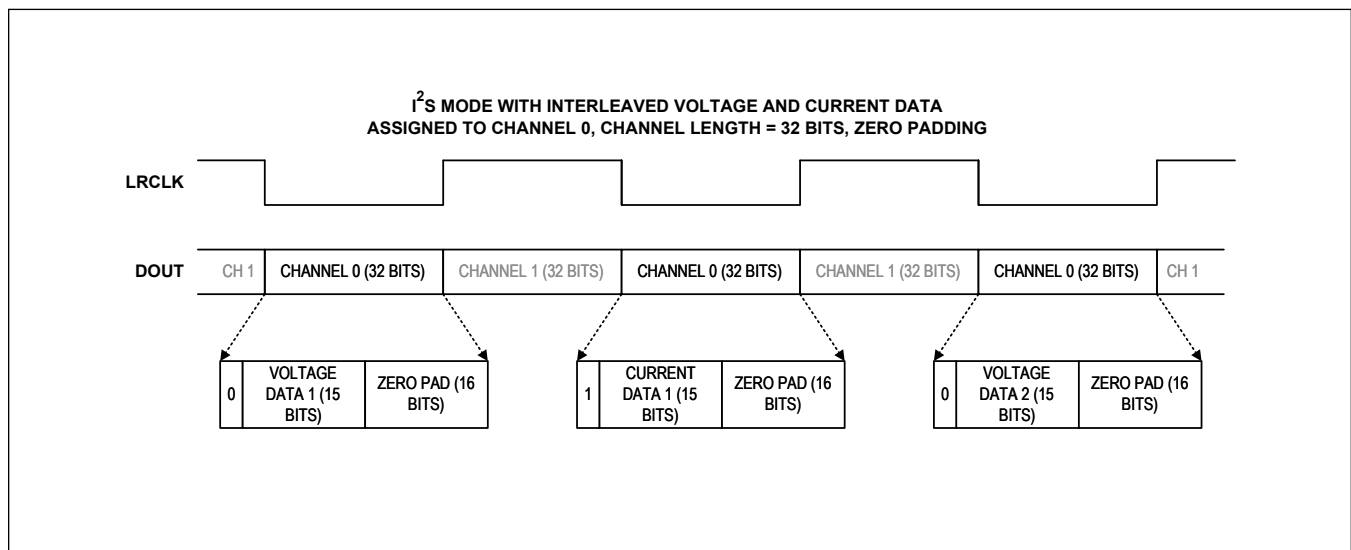 I²S MODE WITH INTERLEAVED VOLTAGE AND CURRENT DATA
ASSIGNED TO CHANNEL 0, CHANNEL LENGTH = 32 BITS, ZERO PADDING
LRCLK
DOUT
CH 1
CHANNEL 0 (32 BITS)
CHANNEL 1 (32 BITS)
CHANNEL 0 (32 BITS)
CHANNEL 1 (32 BITS)
CHANNEL 0 (32 BITS)
CH 1
0
VOLTAGE
DATA 1 (15
BITS)
ZERO PAD (16
BITS)
1
CURRENT
DATA 1 (15
BITS)
ZERO PAD (16
BITS)
0
VOLTAGE
DATA 2 (15
BITS)
ZERO PAD (16
BITS)